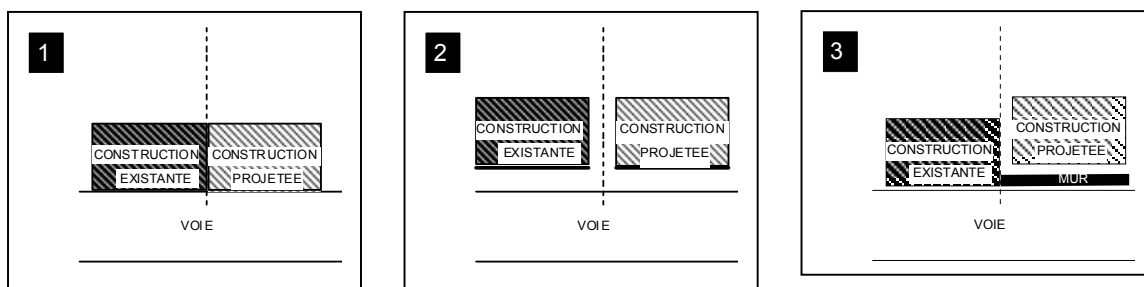 1
CONSTRUCTION CONSTRUCTION
EXISTANTE PROJETEE
VOIE
2
CONSTRUCTION CONSTRUCTION
EXISTANTE PROJETEE
VOIE
3
CONSTRUCTION
PROJETEE
CONSTRUCTION
EXISTANTE
MUR
VOIE